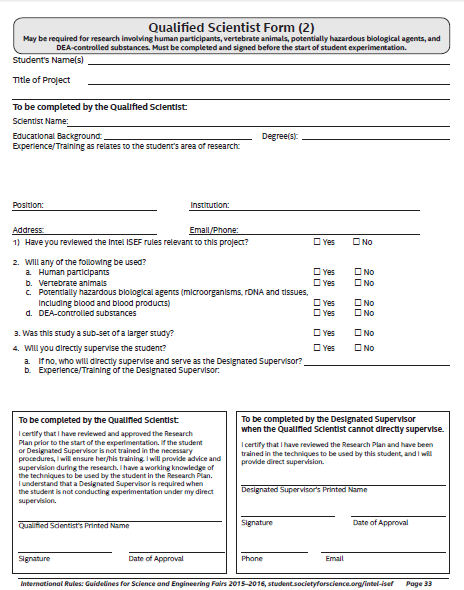 Qualified Scientist Form (2)
May be required for research involving human participants, vertebrate animals, potentially hazardous biological agents, and
DEA-controlled substances. Must be completed and signed before the start of student experimentation.
Student's Name(s)
Title of Project
To be completed by the Qualified Scientist:
Scientist Name:
Educational Background: Degree(s):
Experience/Training as relates to the student's area of research:
Position: Institution:
Address: Email/Phone:
1) Have you reviewed the Intel ISEF rules relevant to this project? ☐ Yes ☐ No
2. Will any of the following be used?
a. Human participants ☐ Yes ☐ No
b. Vertebrate animals ☐ Yes ☐ No
c. Potentially hazardous biological agents (microorganisms, rDNA and tissues,
including blood and blood products) ☐ Yes ☐ No
d. DEA-controlled substances ☐ Yes ☐ No
3. Was this study a sub-set of a larger study? ☐ Yes ☐ No
4. Will you directly supervise the student? ☐ Yes ☐ No
a. If no, who will directly supervise and serve as the Designated Supervisor?
b. Experience/Training of the Designated Supervisor:
To be completed by the Qualified Scientist:
I certify that I have reviewed and approved the Research
Plan prior to the start of the experimentation. If the student
or Designated Supervisor is not trained in the necessary
procedures, I will ensure her/his training. I will provide advice and
supervision during the research. I have a working knowledge of
the techniques to be used by the student in the Research Plan.
I understand that a Designated Supervisor is required when
the student is not conducting experimentation under my direct
supervision.
Qualified Scientist's Printed Name
Signature Date of Approval
To be completed by the Designated Supervisor
when the Qualified Scientist cannot directly supervise.
I certify that I have reviewed the Research Plan and have been
trained in the techniques to be used by this student, and I will
provide direct supervision.
Designated Supervisor's Printed Name
Signature Date of Approval
Phone Email
International Rules: Guidelines for Science and Engineering Fairs 2015–2016, student.societyforscience.org/intel-isef Page 33